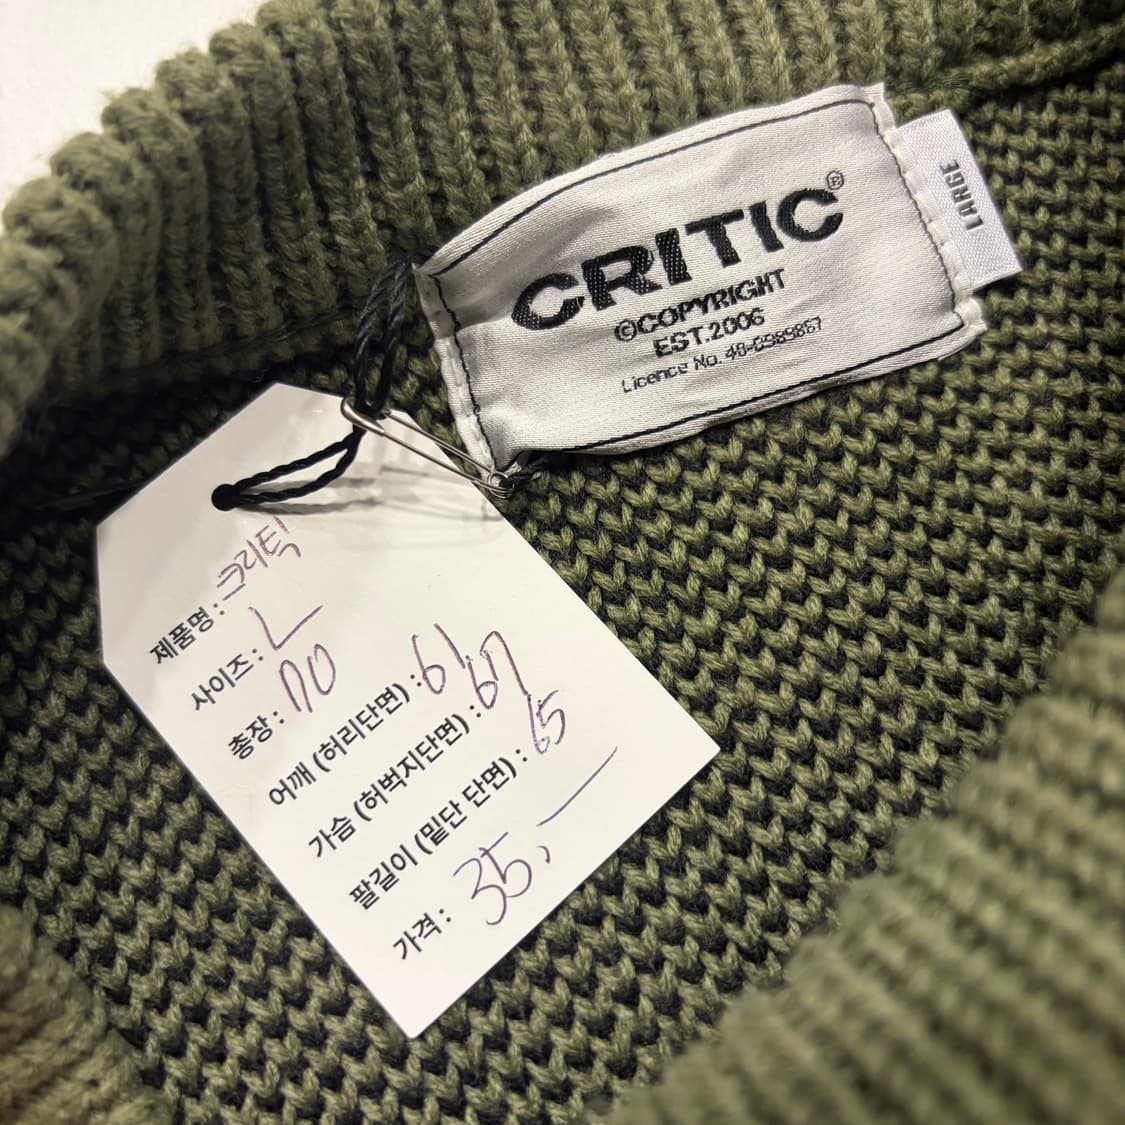 CRITIC®
©COPYRIGHT
EST.2006
Licence No. 40-0989867
LARGE
제품명 : 크리틱
사이즈 : L
총장 : 70
어깨 (허리단면) : 61
가슴 (허벅지단면) : 67
팔길이 (밑단 단면) : 65
가격 : 35,—